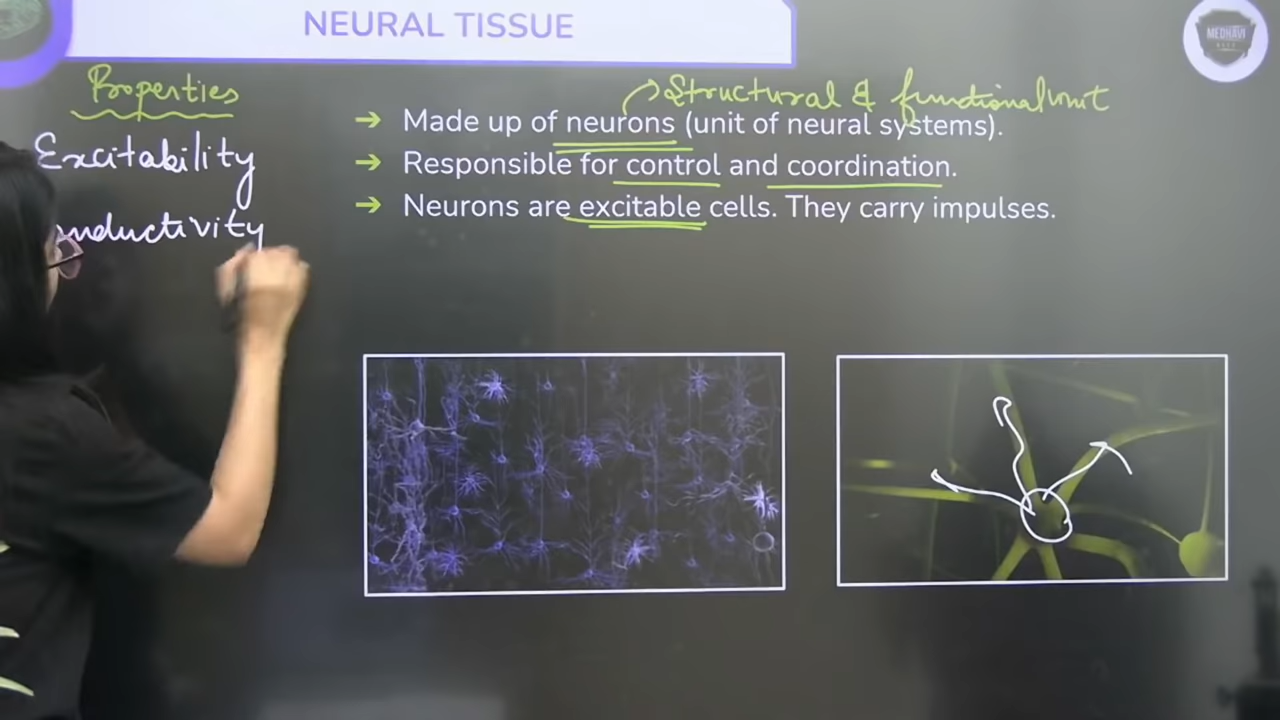 NEURAL TISSUE
MEDHAVI
Properties
Excitability
Structural & functional unit
→ Made up of neurons (unit of neural systems).
→ Responsible for control and coordination.
→ Neurons are excitable cells. They carry impulses.